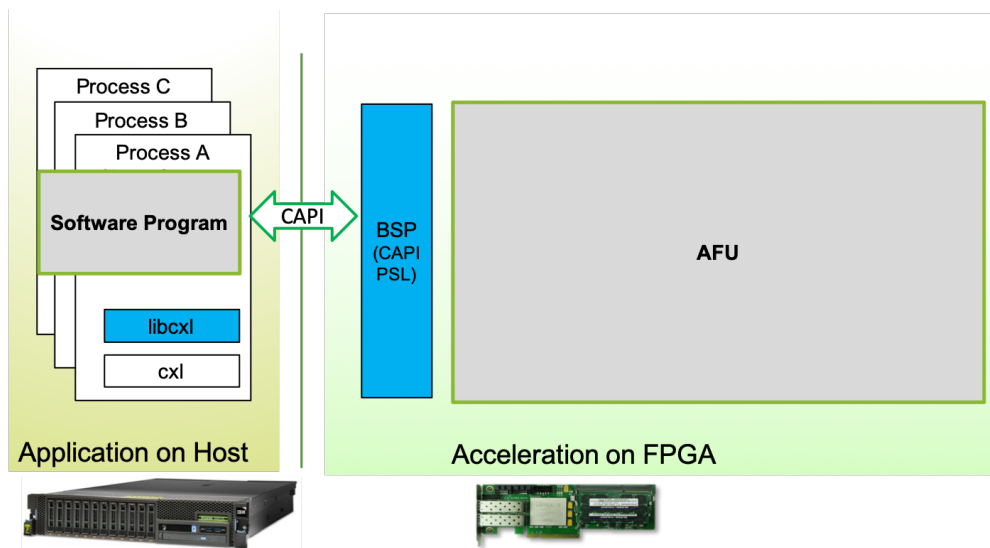 Process C
Process B
Process A
Software Program
libcxl
cxl
CAPI
BSP
(CAPI
PSL)
AFU
Application on Host
Acceleration on FPGA